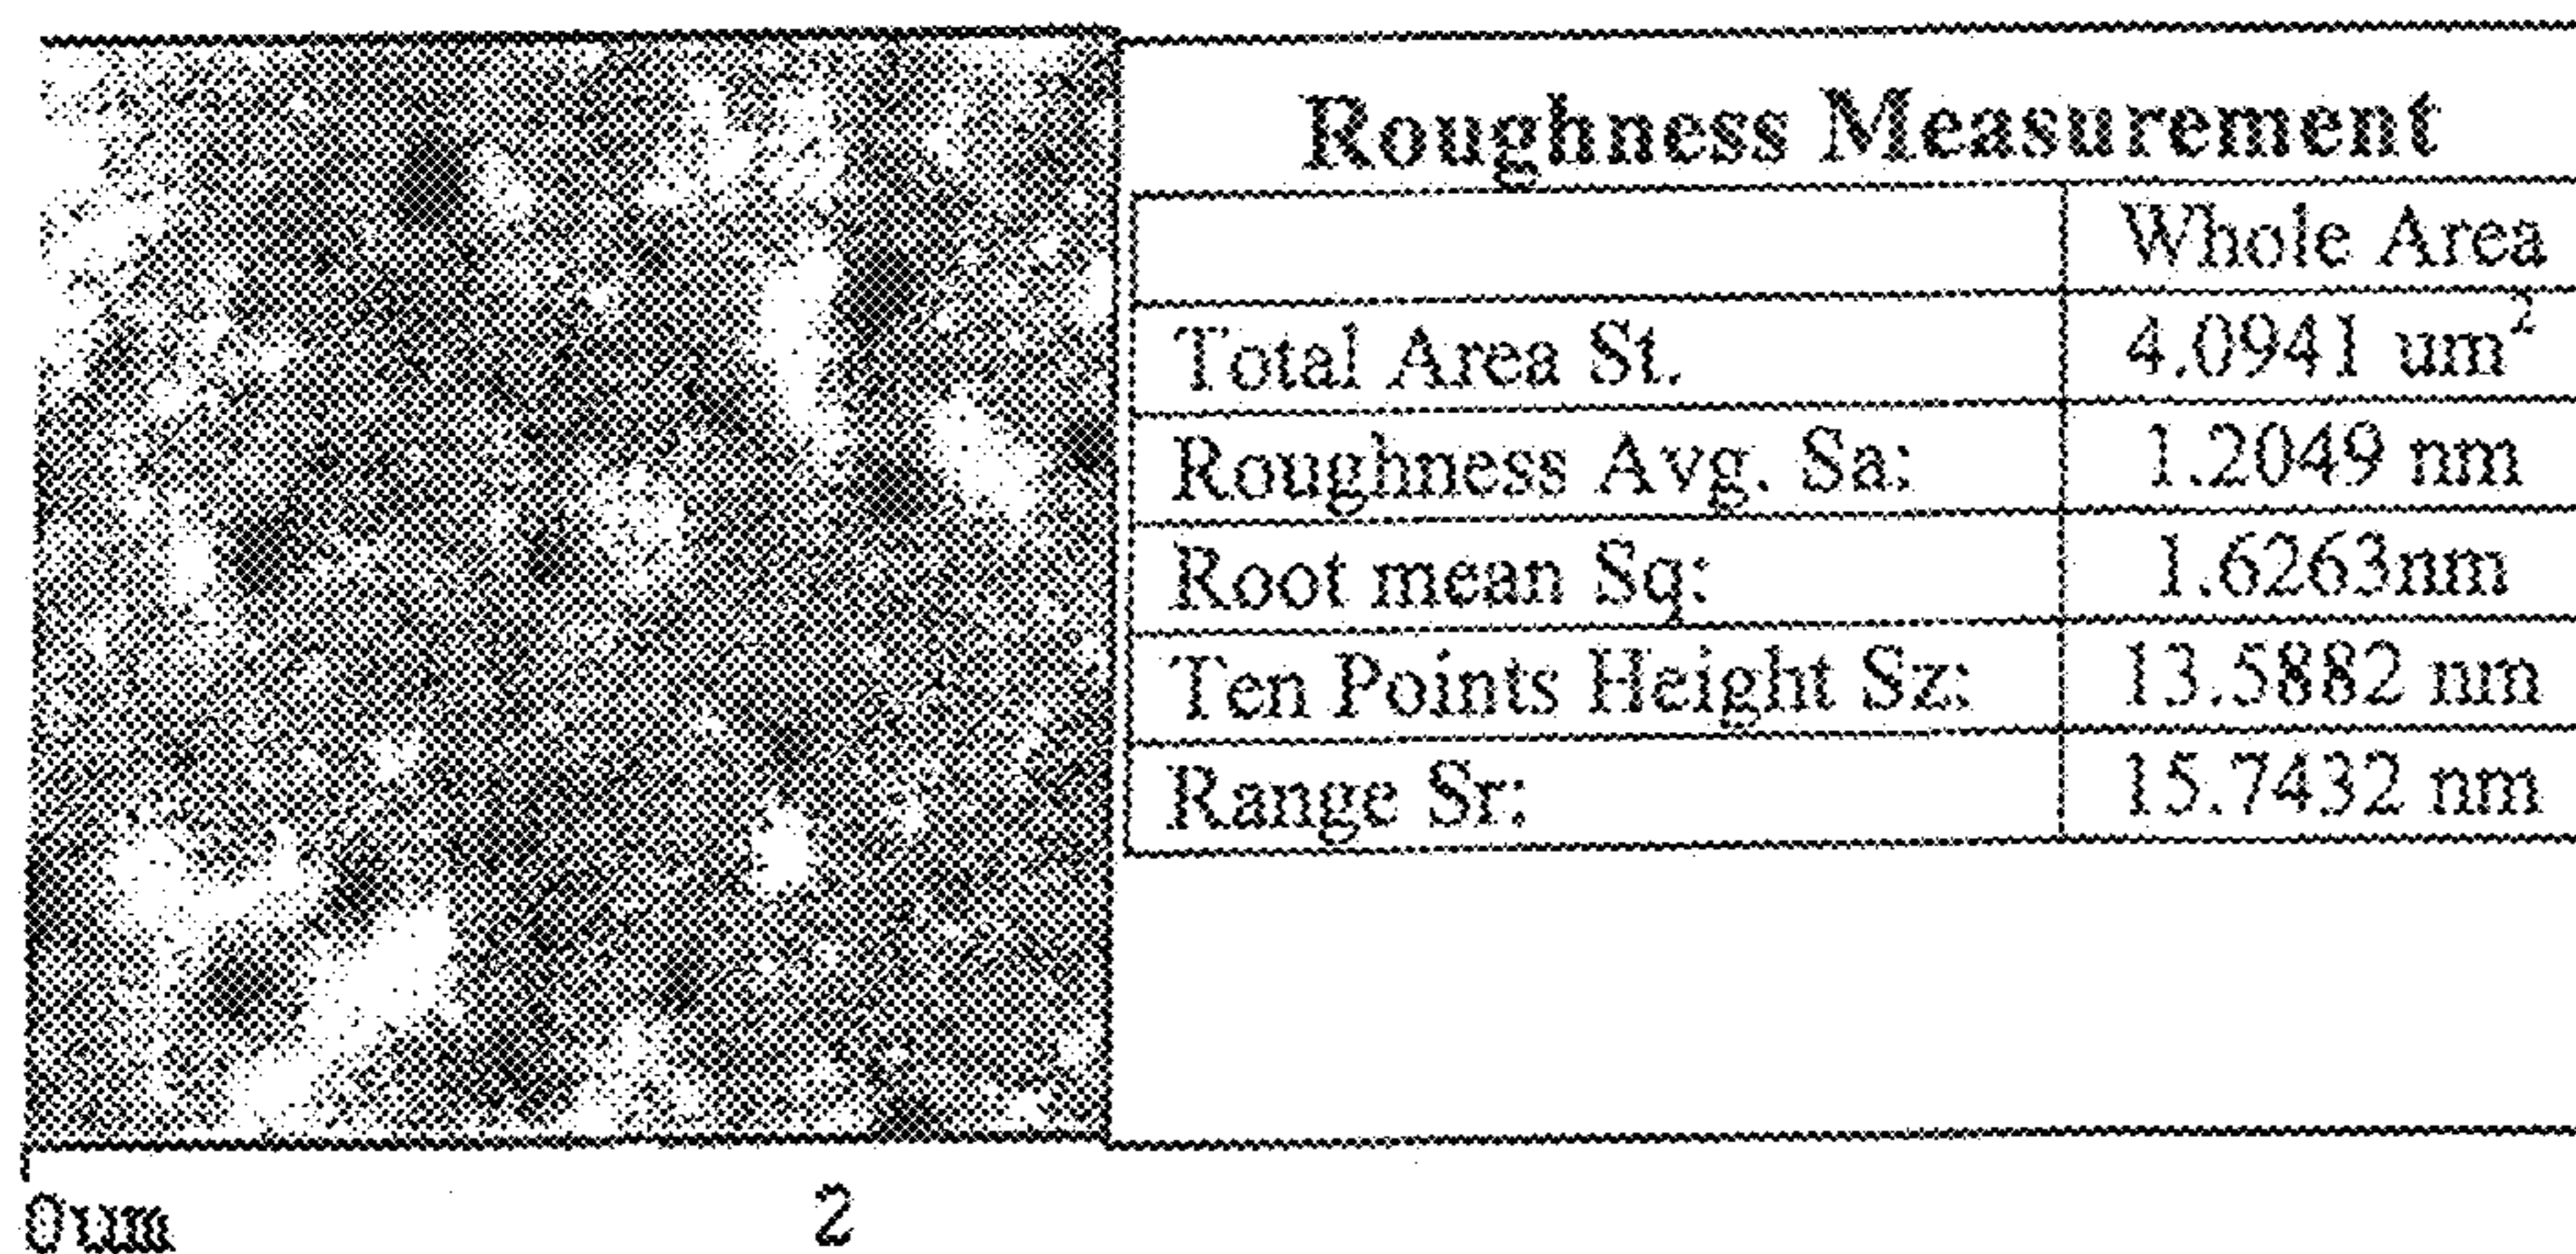 Roughness Measurement
Whole Area
Total Area St. 4.0941 um²
Roughness Avg. Sa: 1.2049 nm
Root mean Sq: 1.6263nm
Ten Points Height Sz: 13.5882 nm
Range Sr: 15.7432 nm
0um 2